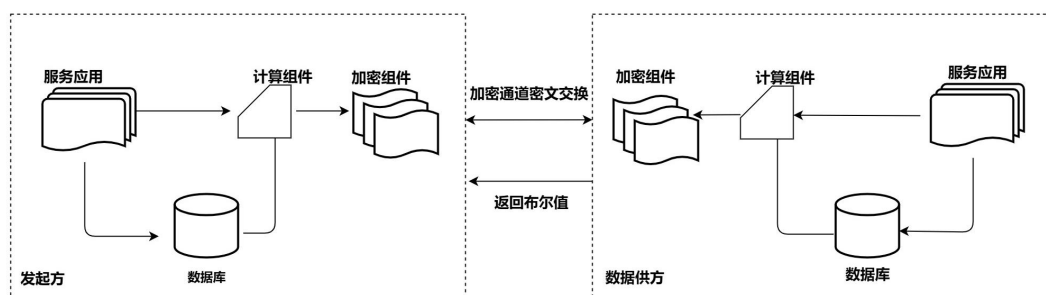 服务应用
计算组件
加密组件
数据库
发起方
加密通道密文交换
返回布尔值
加密组件
计算组件
服务应用
数据库
数据供方